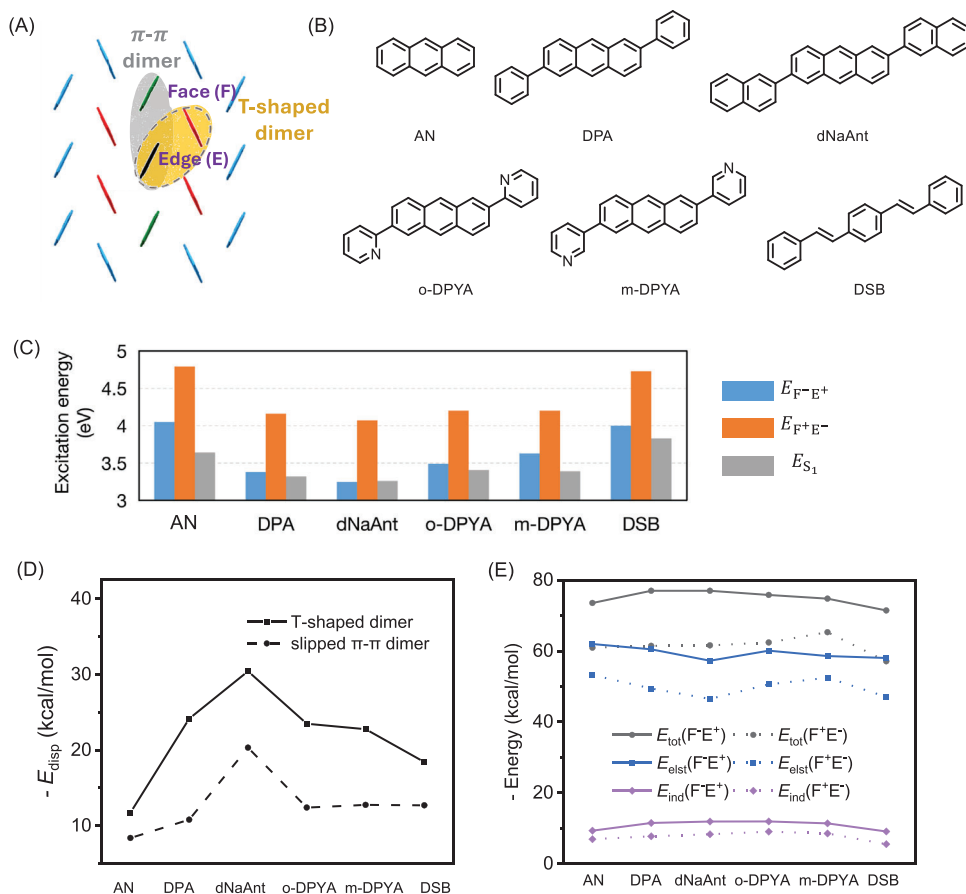 (A)
π-π
dimer
Face (F)
T-shaped
dimer
Edge (E)
(B)
AN
DPA
dNaAnt
N
N
N
N
o-DPYA
m-DPYA
DSB
(C)
Excitation energy
(eV)
5
4.5
4
3.5
3
AN
DPA
dNaAnt
o-DPYA
m-DPYA
DSB
E_F⁻E⁺
E_F⁺E⁻
E_S₁
(D)
- E_disp (kcal/mol)
40
30
20
10
T-shaped dimer
slipped π-π dimer
AN
DPA
dNaAnt
o-DPYA
m-DPYA
DSB
(E)
- Energy (kcal/mol)
80
60
40
20
0
E_tot(F⁻E⁺)
E_tot(F⁺E⁻)
E_elst(F⁻E⁺)
E_elst(F⁺E⁻)
E_ind(F⁻E⁺)
E_ind(F⁺E⁻)
AN
DPA
dNaAnt
o-DPYA
m-DPYA
DSB